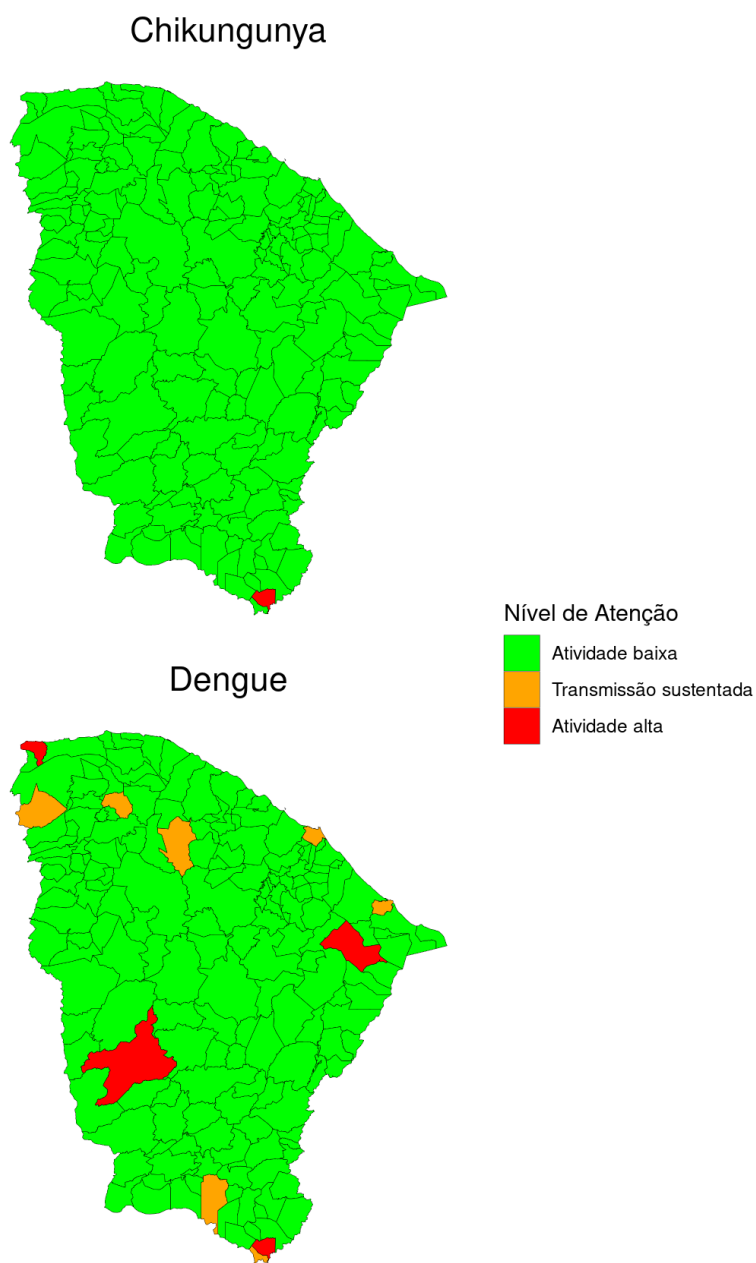 Chikungunya
Nível de Atenção
Atividade baixa
Transmissão sustentada
Atividade alta
Dengue